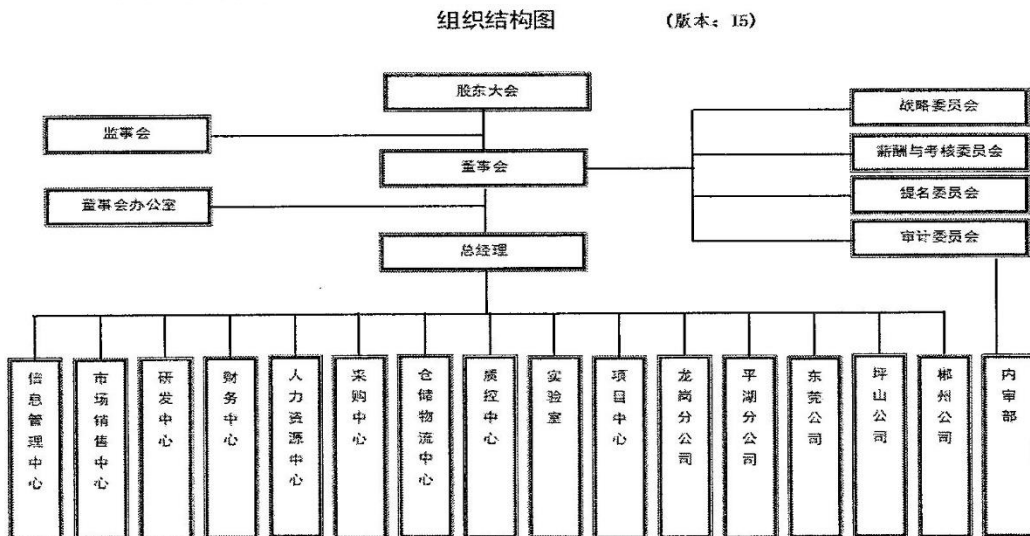 组织结构图 (版本：15)
股东大会
战略委员会
监事会
薪酬与考核委员会
董事会
提名委员会
董事会办公室
审计委员会
总经理
信息管理中心
市场销售中心
研发中心
财务中心
人力资源中心
采购中心
仓储物流中心
质控中心
实验室
项目中心
龙岗分公司
平湖分公司
东莞公司
坪山公司
郴州公司
内审部